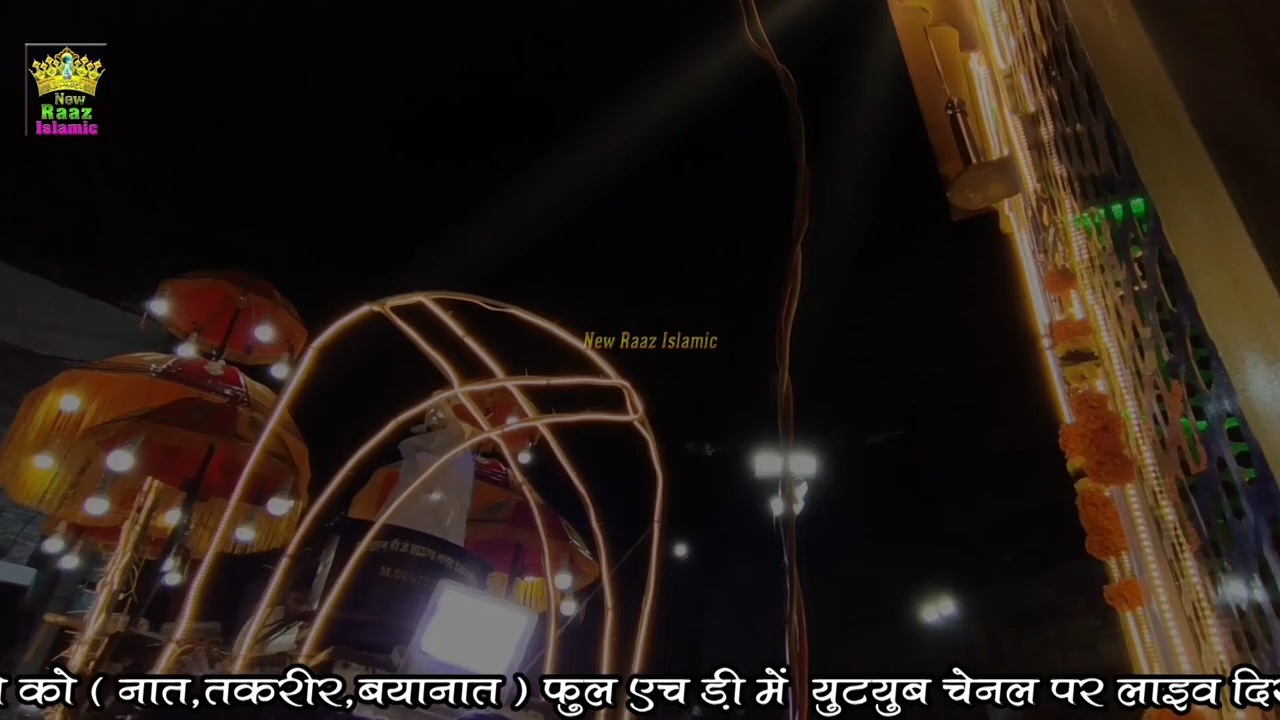 New
Raaz
Islamic
New Raaz Islamic
को ( नात,तकरीर,बयानात ) फुल एच ड़ी में युटयुब चेनल पर लाइव